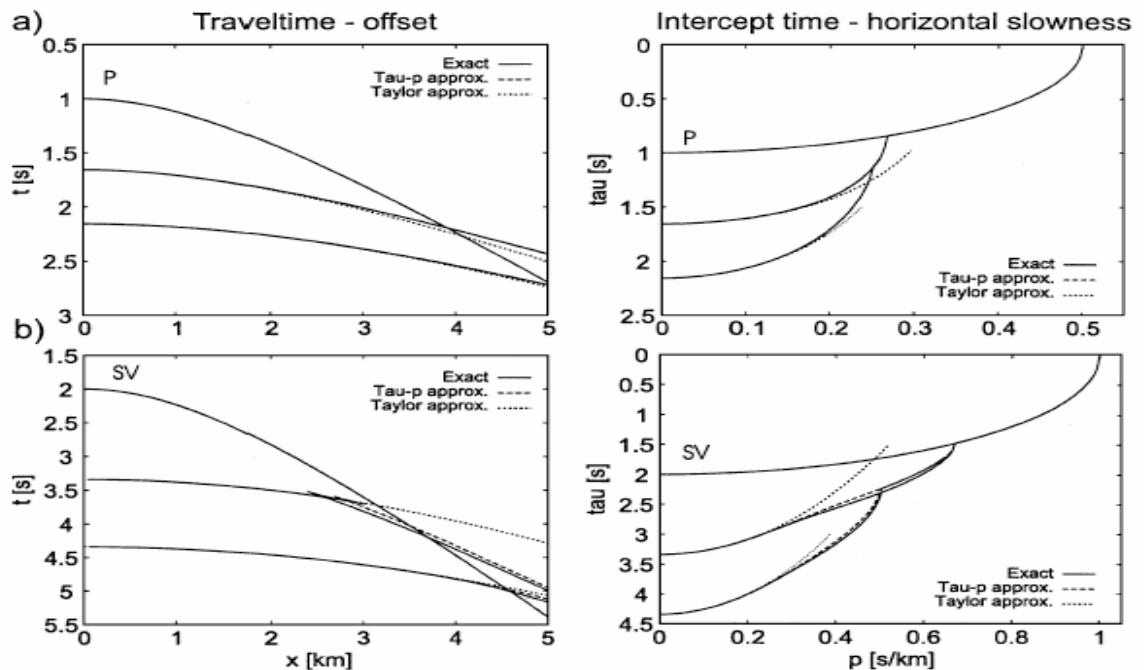 a) Traveltime - offset
Intercept time - horizontal slowness
0.5
1
1.5
2
2.5
3
t [s]
P
Exact
Tau-p approx.
Taylor approx.
0 1 2 3 4 5
0
0.5
1
1.5
2
2.5
tau [s]
P
Exact
Tau-p approx.
Taylor approx.
0 0.1 0.2 0.3 0.4 0.5
b)
1.5
2
2.5
3
3.5
4
4.5
5
5.5
t [s]
SV
Exact
Tau-p approx.
Taylor approx.
0 1 2 3 4 5
x [km]
0
0.5
1
1.5
2
2.5
3
3.5
4
4.5
tau [s]
SV
Exact
Tau-p approx.
Taylor approx.
0 0.2 0.4 0.6 0.8 1
p [s/km]